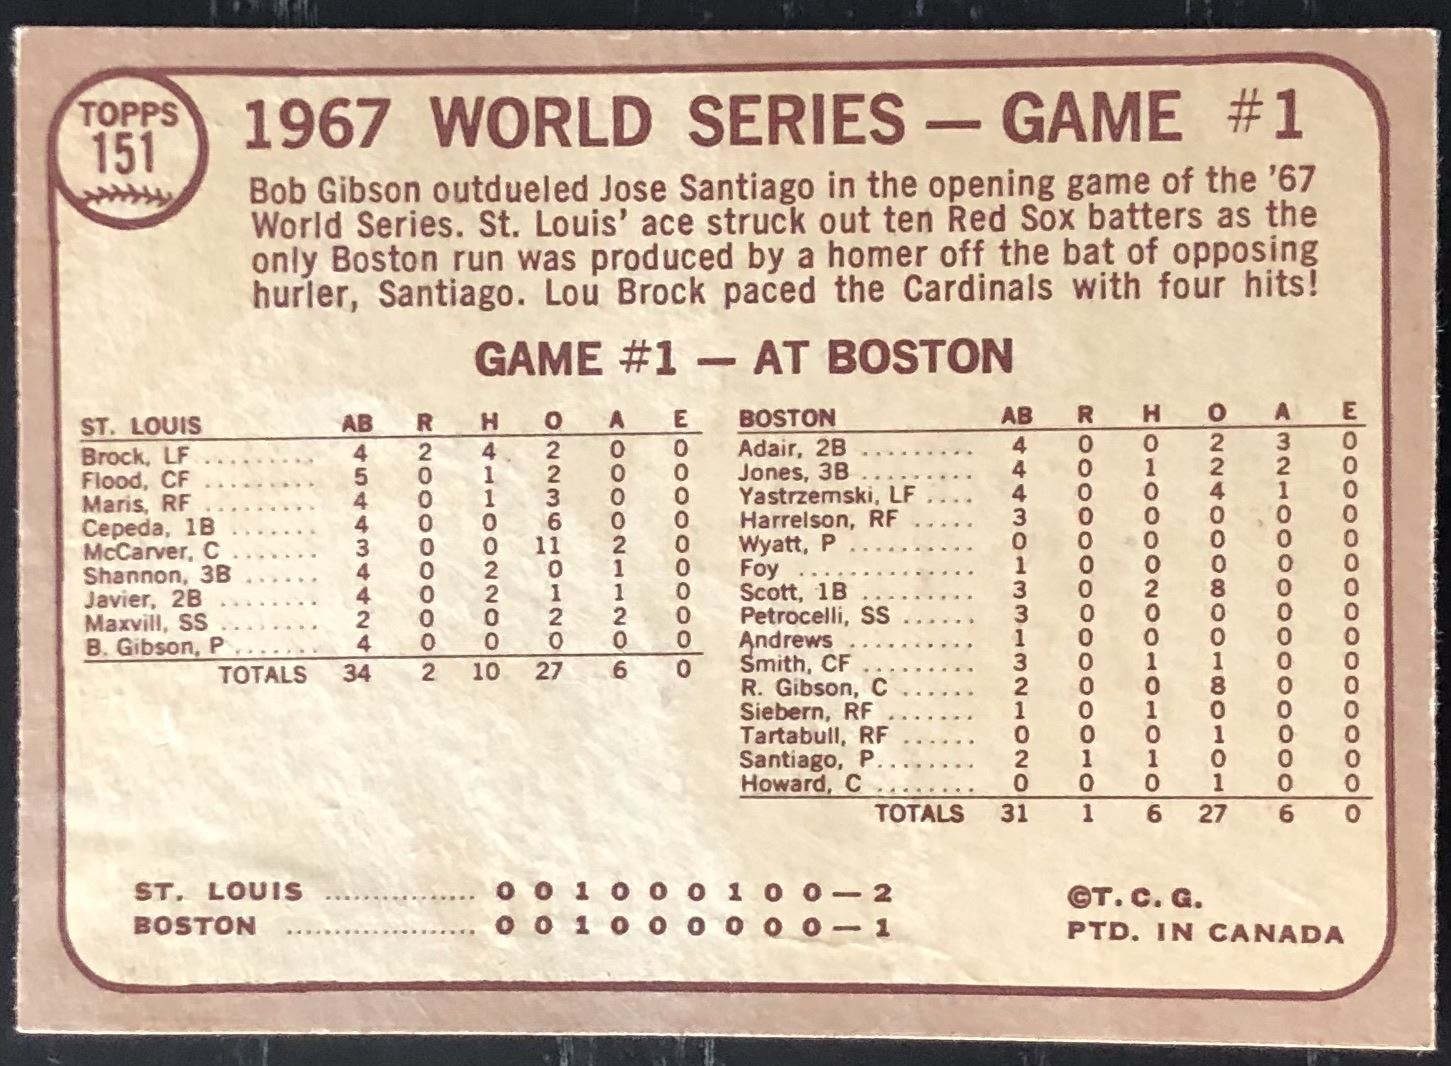 TOPPS
151
1967 WORLD SERIES — GAME #1
Bob Gibson outdueled Jose Santiago in the opening game of the '67
World Series. St. Louis' ace struck out ten Red Sox batters as the
only Boston run was produced by a homer off the bat of opposing
hurler, Santiago. Lou Brock paced the Cardinals with four hits!
GAME #1 — AT BOSTON
ST. LOUIS AB R H O A E
Brock, LF ......... 4 2 4 2 0 0
Flood, CF ......... 5 0 1 2 0 0
Maris, RF ......... 4 0 1 3 0 0
Cepeda, 1B ....... 4 0 0 6 0 0
McCarver, C ....... 3 0 0 11 2 0
Shannon, 3B ...... 4 0 2 0 1 0
Javier, 2B ........ 4 0 2 1 1 0
Maxvill, SS ........ 2 0 0 2 2 0
B. Gibson, P ....... 4 0 0 0 0 0
TOTALS 34 2 10 27 6 0
BOSTON AB R H O A E
Adair, 2B ......... 4 0 0 2 3 0
Jones, 3B ......... 4 0 1 2 2 0
Yastrzemski, LF .... 4 0 0 4 1 0
Harrelson, RF ..... 3 0 0 0 0 0
Wyatt, P .......... 0 0 0 0 0 0
Foy .............. 1 0 0 0 0 0
Scott, 1B ......... 3 0 2 8 0 0
Petrocelli, SS ...... 3 0 0 0 0 0
Andrews .......... 1 0 0 0 0 0
Smith, CF ......... 3 0 1 1 0 0
R. Gibson, C ...... 2 0 0 8 0 0
Siebern, RF ....... 1 0 1 0 0 0
Tartabull, RF ...... 0 0 0 1 0 0
Santiago, P........ 2 1 1 0 0 0
Howard, C ........ 0 0 0 1 0 0
TOTALS 31 1 6 27 6 0
ST. LOUIS ............... 0 0 1 0 0 0 1 0 0 — 2
BOSTON .................... 0 0 1 0 0 0 0 0 0 — 1
©T. C. G.
PTD. IN CANADA